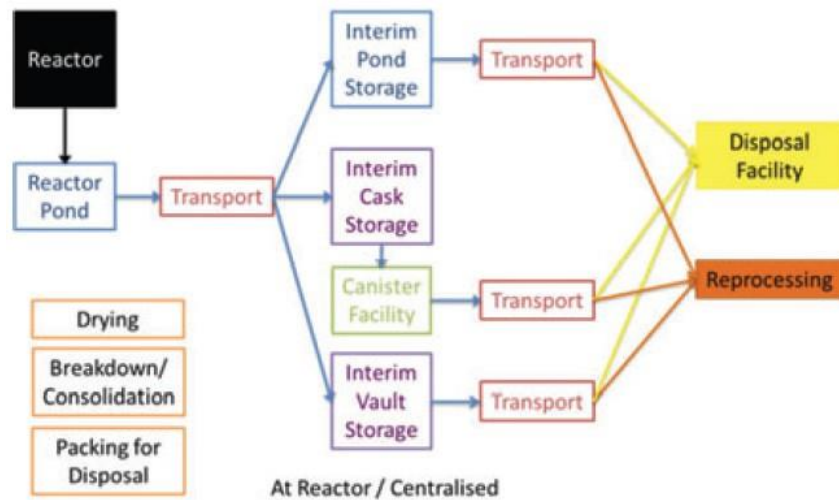 Reactor
Reactor
Pond
Transport
Interim
Pond
Storage
Transport
Interim
Cask
Storage
Canister
Facility
Transport
Interim
Vault
Storage
Transport
Disposal
Facility
Reprocessing
Drying
Breakdown/
Consolidation
Packing for
Disposal
At Reactor / Centralised